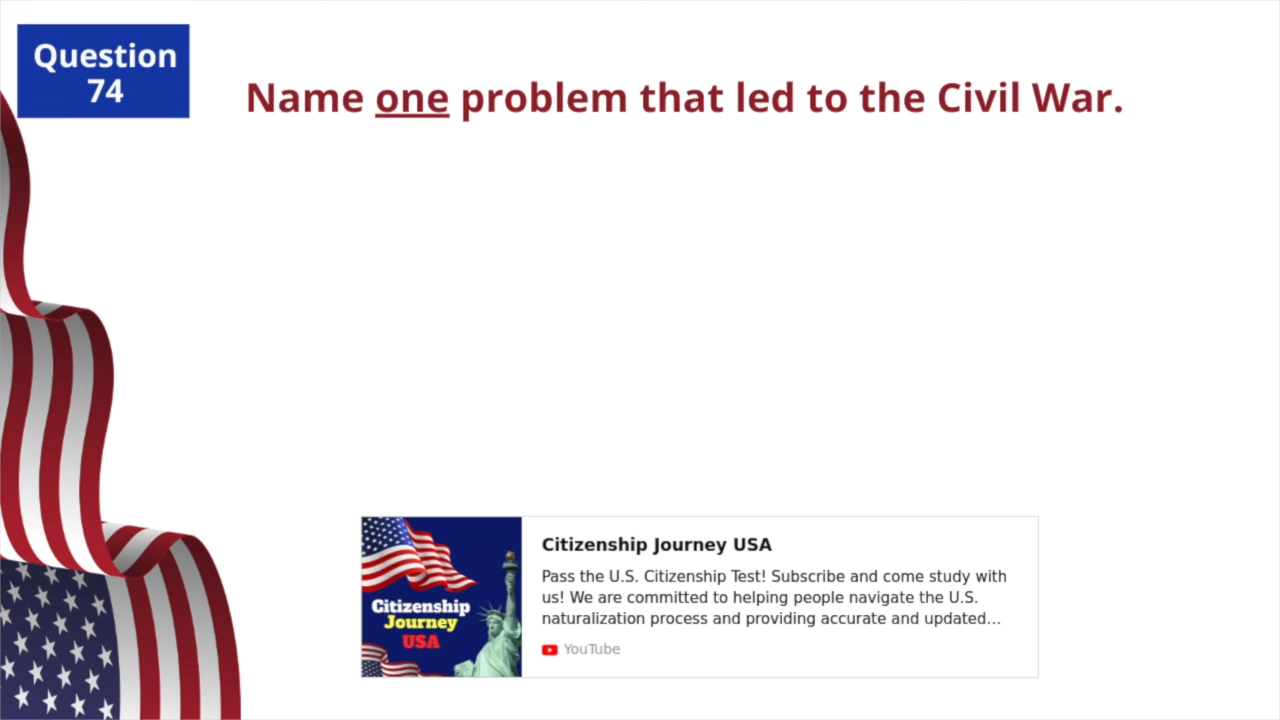 Question
74
Name one problem that led to the Civil War.
Citizenship
Journey
USA
Citizenship Journey USA
Pass the U.S. Citizenship Test! Subscribe and come study with
us! We are committed to helping people navigate the U.S.
naturalization process and providing accurate and updated...
YouTube